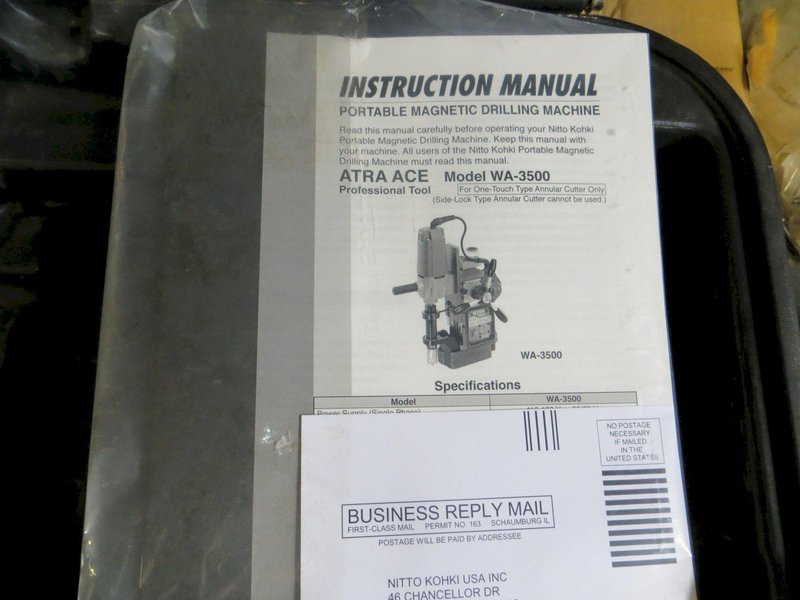 INSTRUCTION MANUAL
PORTABLE MAGNETIC DRILLING MACHINE
Read this manual carefully before operating your Nitto Kohki
Portable Magnetic Drilling Machine. Keep this manual with
your machine. All users of the Nitto Kohki Portable Magnetic
Drilling Machine must read this manual.
ATRA ACE Model WA-3500
Professional Tool For One-Touch Type Annular Cutter Only
(Side-Lock Type Annular Cutter cannot be used.)
WA-3500
Specifications
Model WA-3500
Power Supply (Single Phase)
NO POSTAGE
NECESSARY
IF MAILED
IN THE
UNITED STATES
BUSINESS REPLY MAIL
FIRST-CLASS MAIL PERMIT NO. 163 SCHAUMBURG IL
POSTAGE WILL BE PAID BY ADDRESSEE
NITTO KOHKI USA INC
46 CHANCELLOR DR